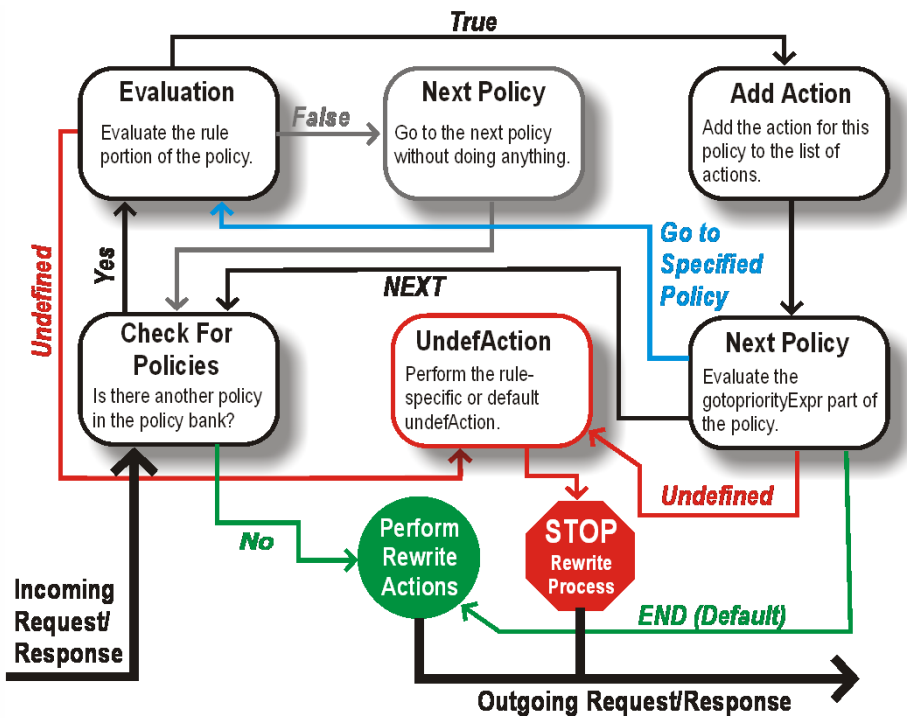 True
Evaluation
Evaluate the rule
portion of the policy.
False
Next Policy
Go to the next policy
without doing anything.
Add Action
Add the action for this
policy to the list of
actions.
Undefined
Yes
NEXT
Go to
Specified
Policy
Check For
Policies
Is there another policy
in the policy bank?
UndefAction
Perform the rule-
specific or default
undefAction.
Next Policy
Evaluate the
gotopriorityExpr part of
the policy.
No
Perform
Rewrite
Actions
STOP
Rewrite
Process
Undefined
END (Default)
Incoming
Request/
Response
Outgoing Request/Response